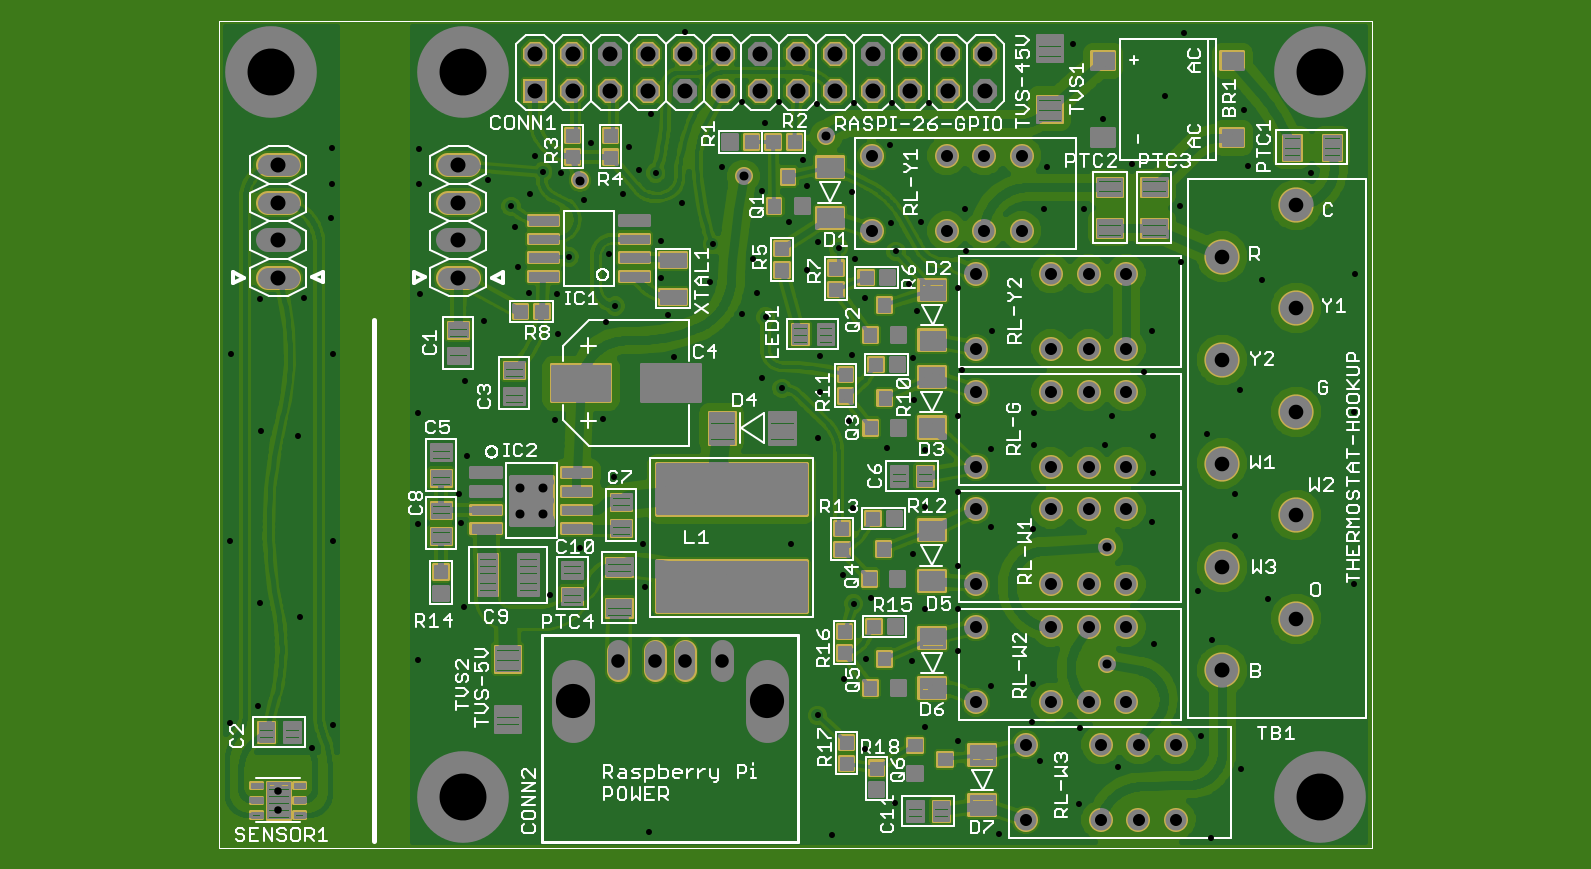 CONN1
RASPI-26-GPIO
TVS-45V
TVS1
+
-
AC
AC
BR1
PTC1
R3
R4
R1
R2
RL-Y1
PTC2
PTC3
Q1
D1
C
R
Y1
Y2
G
W1
W2
W3
O
B
THERMOSTAT-HOOKUP
TB1
IC1
XTAL1
R5
R7
R6
D2
RL-Y2
Q2
R8
C1
C3
C4
LED1
R11
R10
Q3
D3
RL-G
D4
C5
IC2
C8
C7
C6
L1
R13
R12
RL-W1
Q4
D5
C10
C9
R14
PTC4
R15
R16
Q5
D6
RL-W2
TVS2
TVS-5V
Raspberry Pi
POWER
CONN2
R17
R18
Q6
D7
RL-W3
C2
SENSOR1